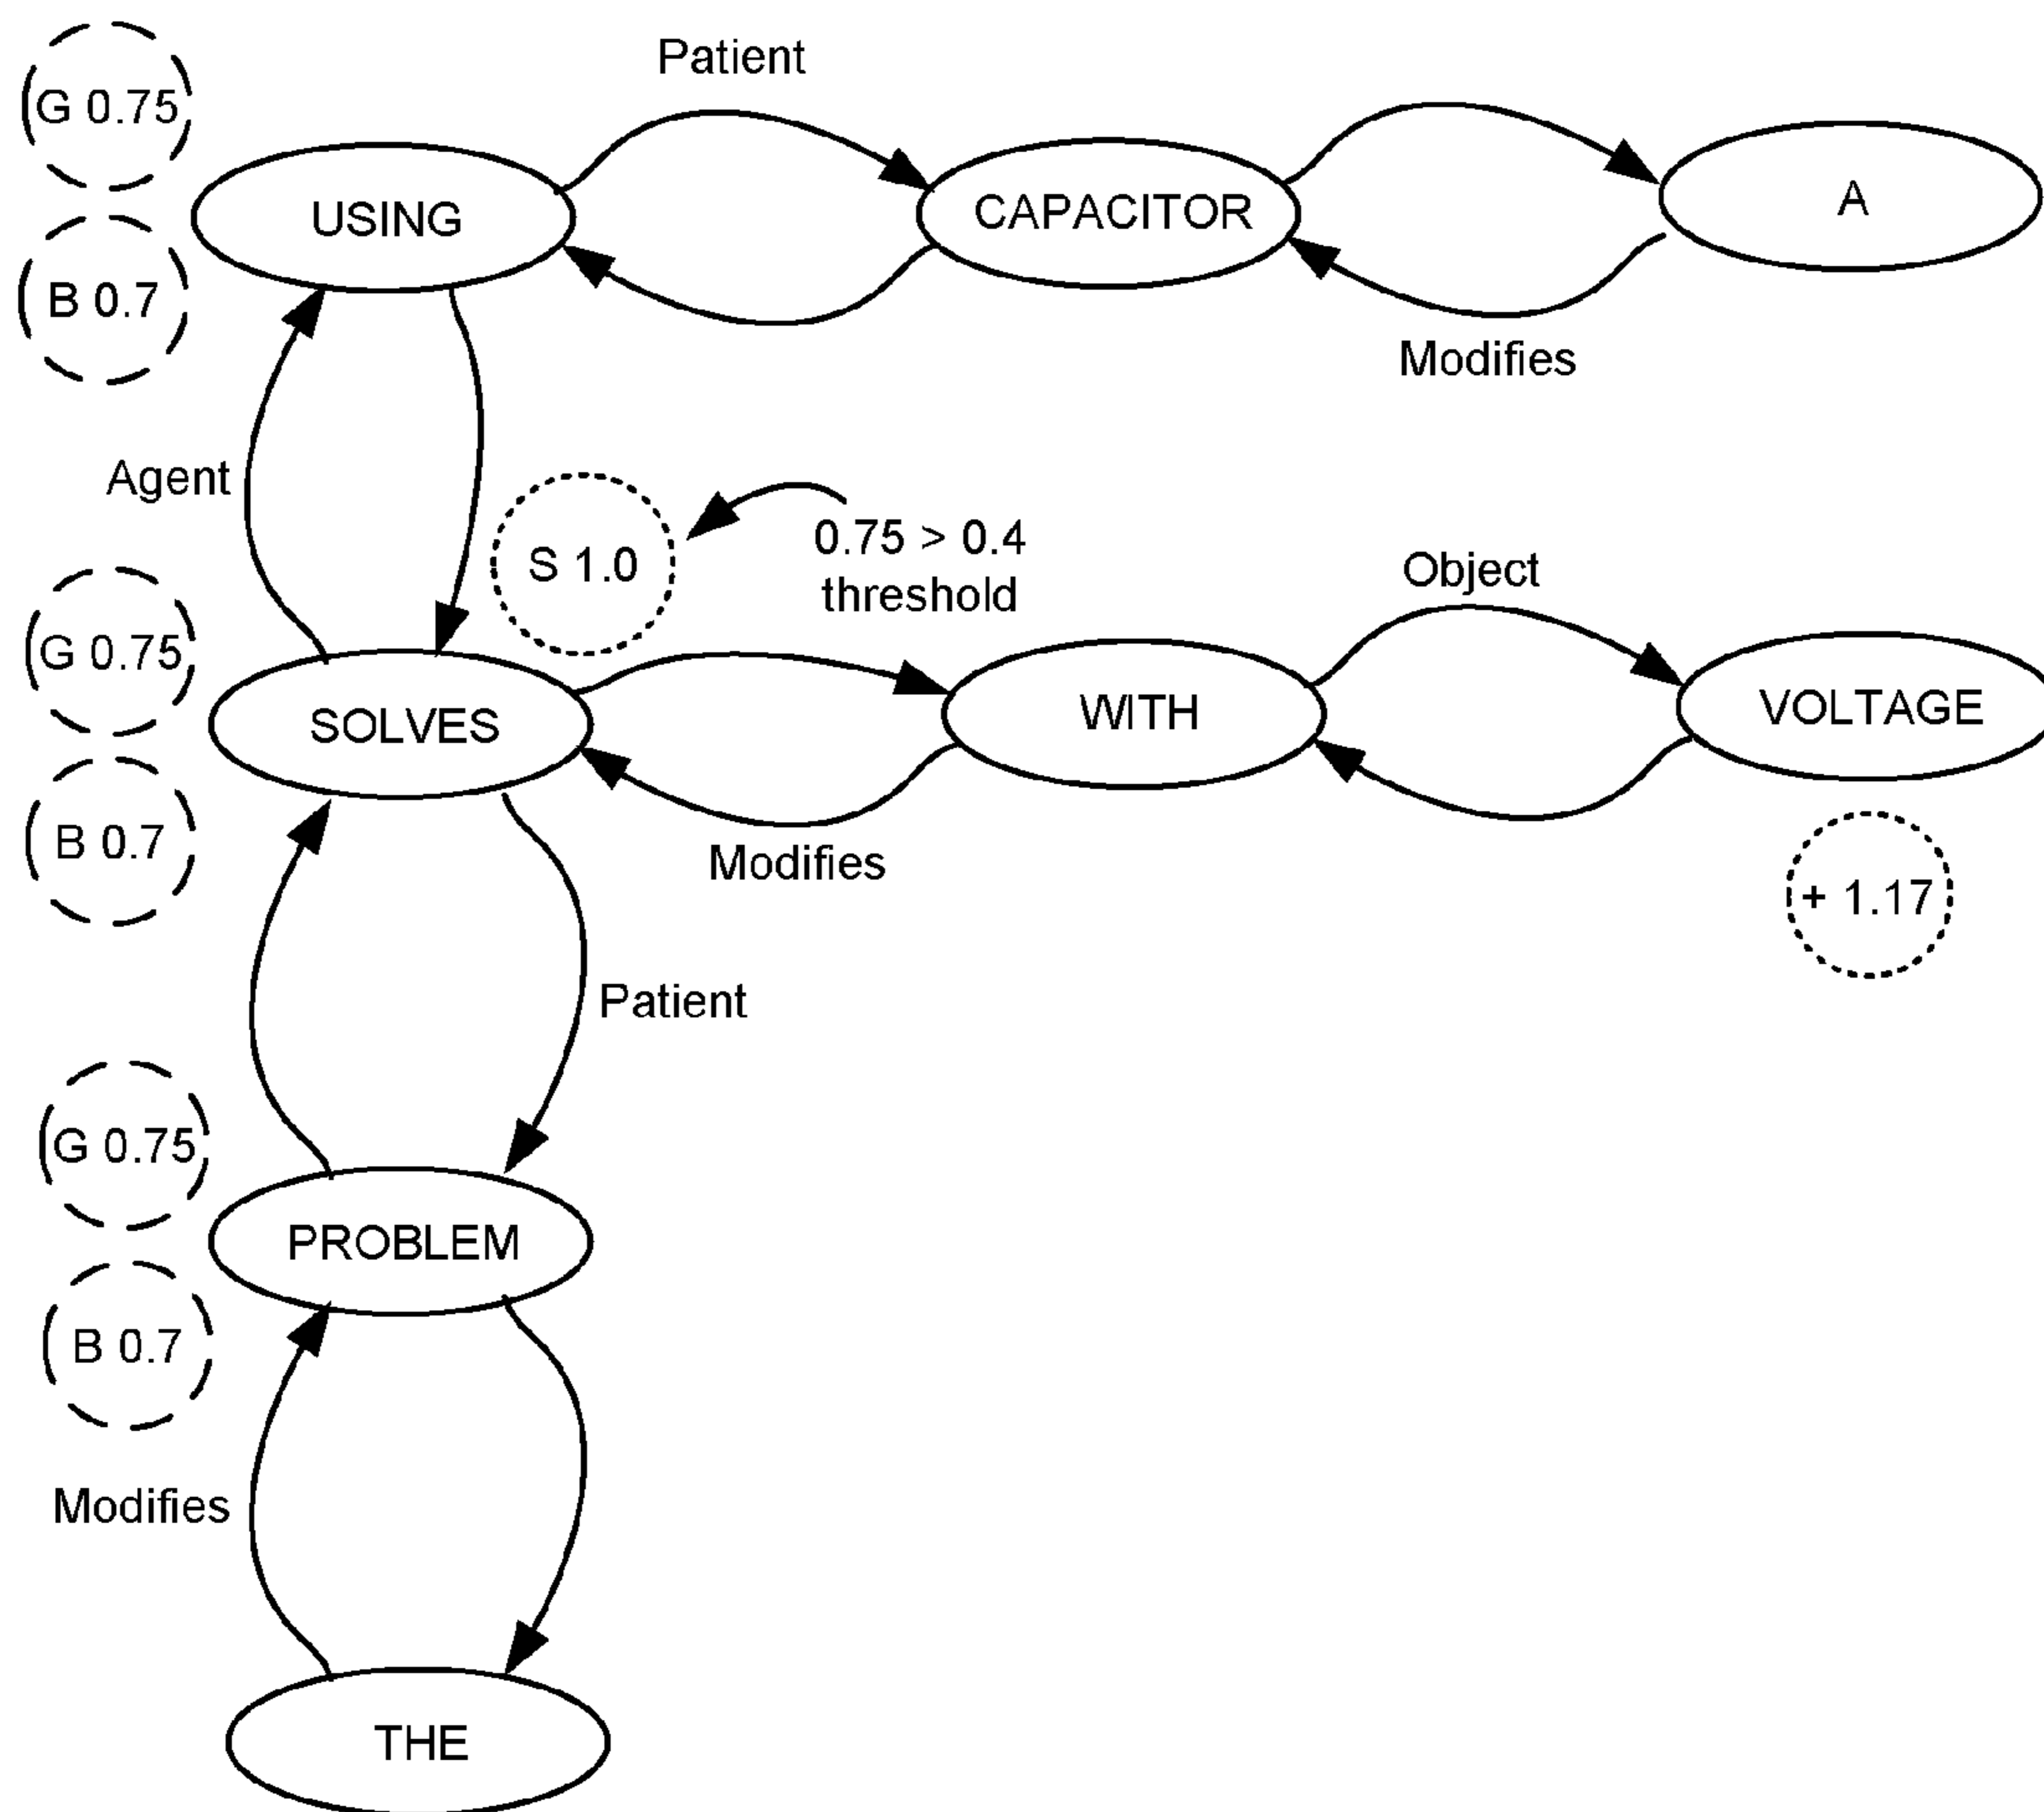 Patient
G 0.75
USING
CAPACITOR
A
B 0.7
Modifies
Agent
S 1.0
0.75 > 0.4
threshold
Object
G 0.75
SOLVES
WITH
VOLTAGE
B 0.7
Modifies
+ 1.17
Patient
G 0.75
PROBLEM
B 0.7
Modifies
THE